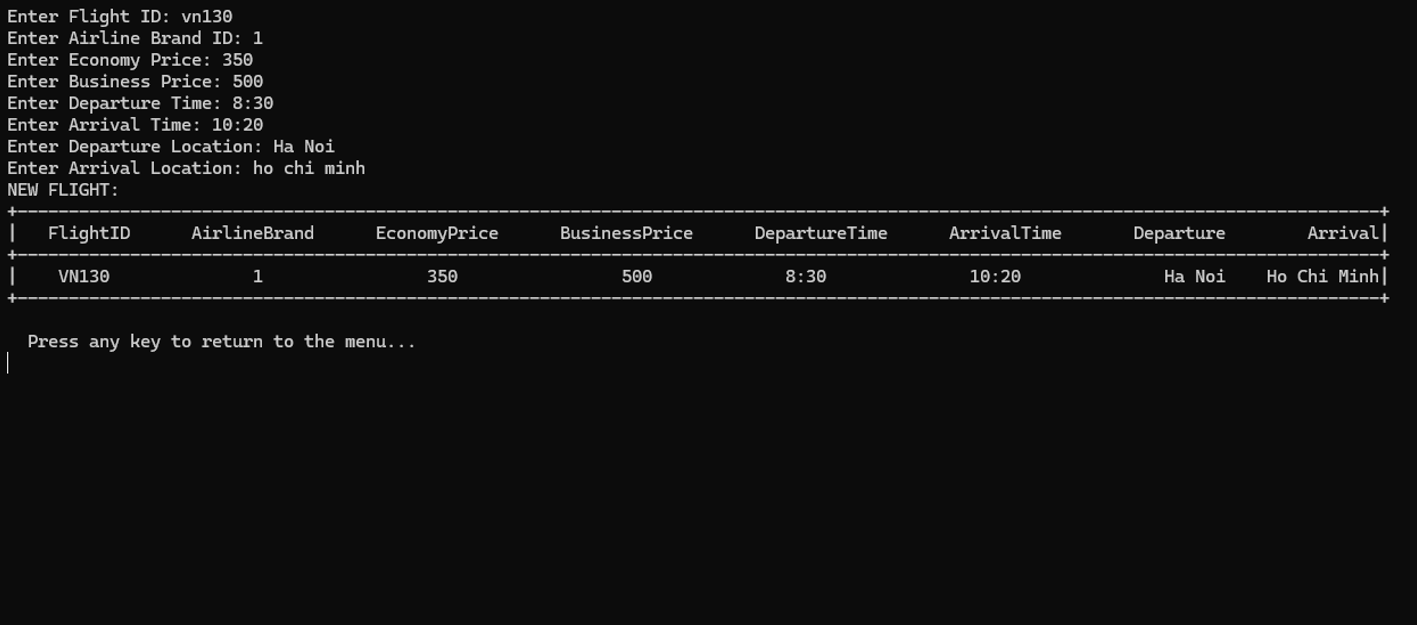 Enter Flight ID: vn130
Enter Airline Brand ID: 1
Enter Economy Price: 350
Enter Business Price: 500
Enter Departure Time: 8:30
Enter Arrival Time: 10:20
Enter Departure Location: Ha Noi
Enter Arrival Location: ho chi minh
NEW FLIGHT:
+-------------------------------------------------------------------------------------------------------------------------------------+
|   FlightID      AirlineBrand      EconomyPrice      BusinessPrice      DepartureTime      ArrivalTime       Departure        Arrival|
+-------------------------------------------------------------------------------------------------------------------------------------+
|    VN130              1                350                500             8:30              10:20              Ha Noi    Ho Chi Minh|
+-------------------------------------------------------------------------------------------------------------------------------------+
  Press any key to return to the menu...